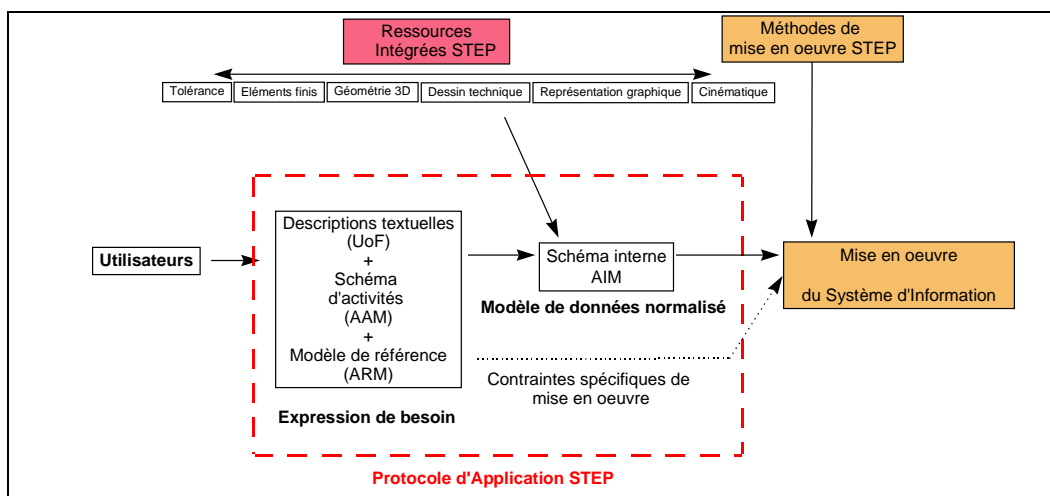 Ressources
Intégrées STEP
Méthodes de
mise en oeuvre STEP
Tolérance
Eléments finis
Géométrie 3D
Dessin technique
Représentation graphique
Cinématique
Utilisateurs
Descriptions textuelles
(UoF)
+
Schéma
d'activités
(AAM)
+
Modèle de référence
(ARM)
Expression de besoin
Schéma interne
AIM
Modèle de données normalisé
Contraintes spécifiques de
mise en oeuvre
Mise en oeuvre
du Système d'Information
Protocole d'Application STEP